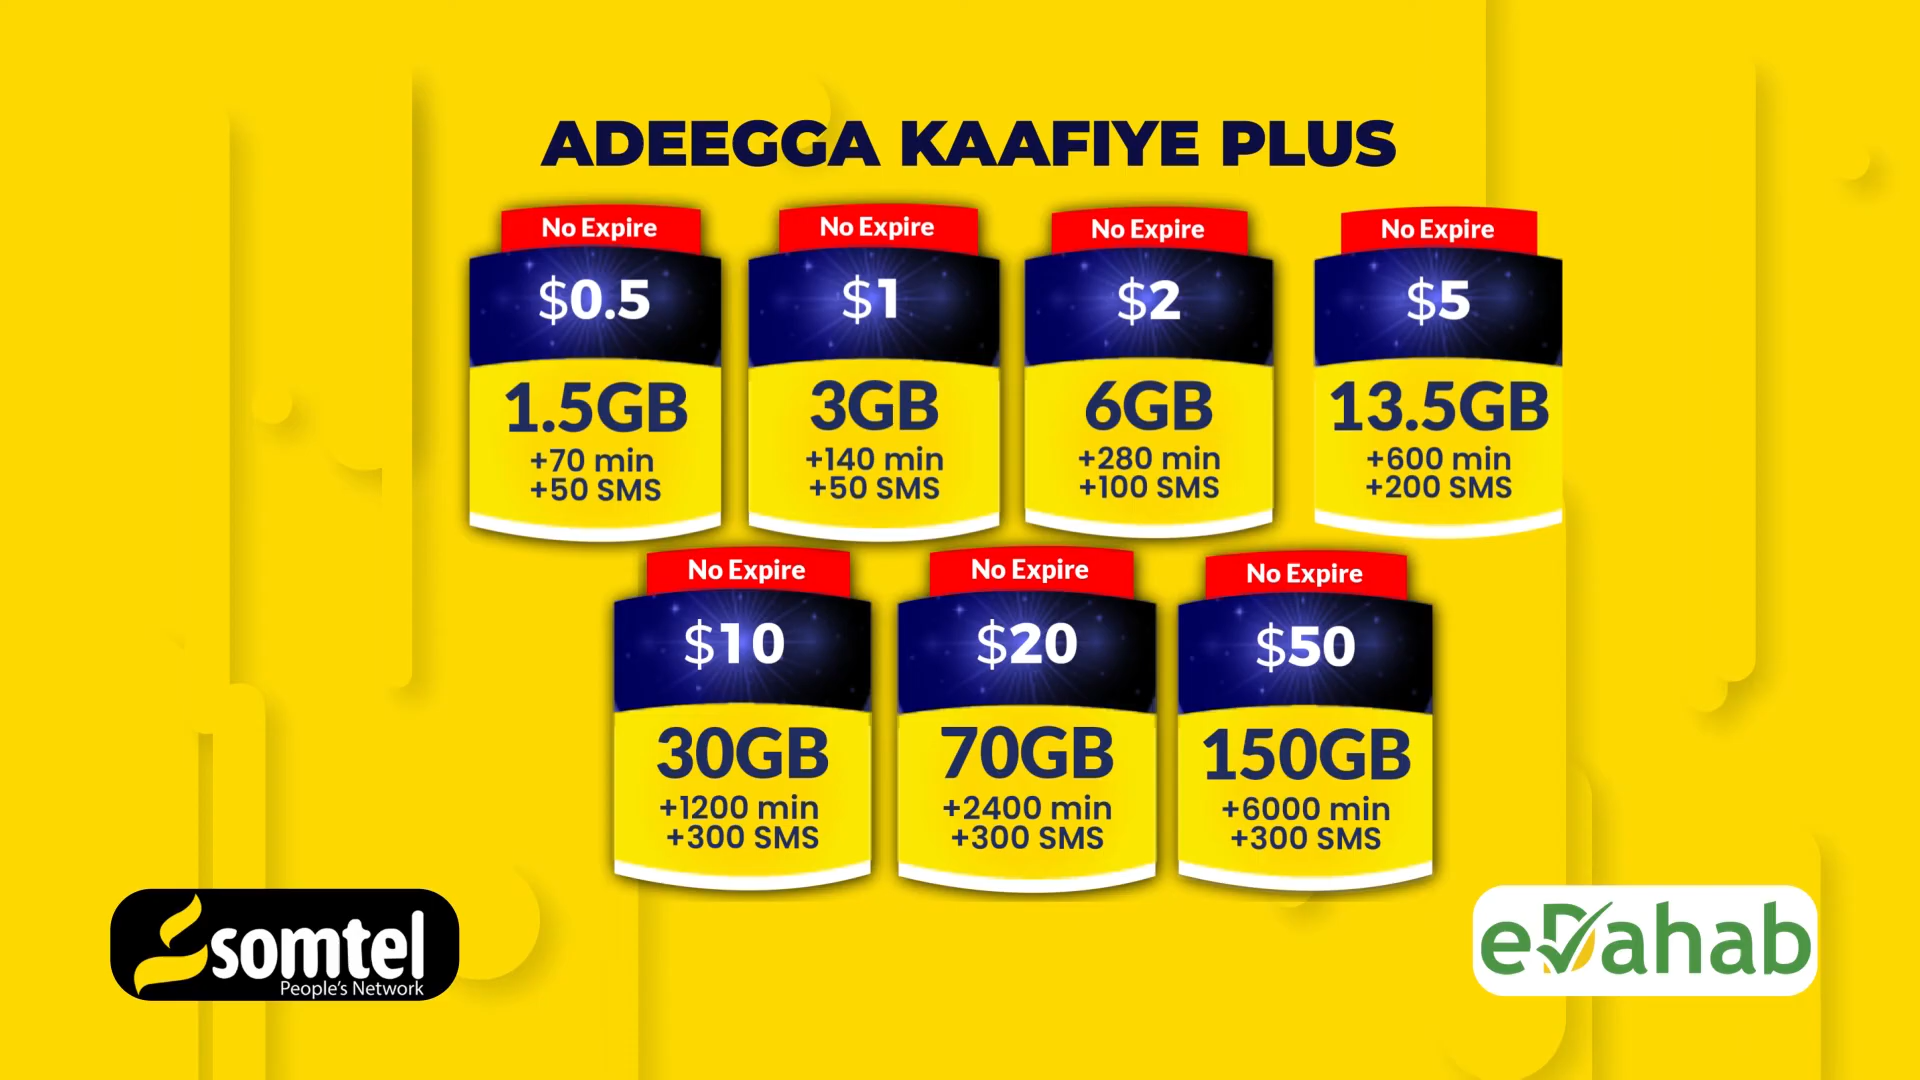 ADEEGGA KAAFIYE PLUS
No Expire
$0.5
1.5GB
+70 min
+50 SMS
No Expire
$1
3GB
+140 min
+50 SMS
No Expire
$2
6GB
+280 min
+100 SMS
No Expire
$5
13.5GB
+600 min
+200 SMS
No Expire
$10
30GB
+1200 min
+300 SMS
No Expire
$20
70GB
+2400 min
+300 SMS
No Expire
$50
150GB
+6000 min
+300 SMS
somtel
People's Network
eDahab